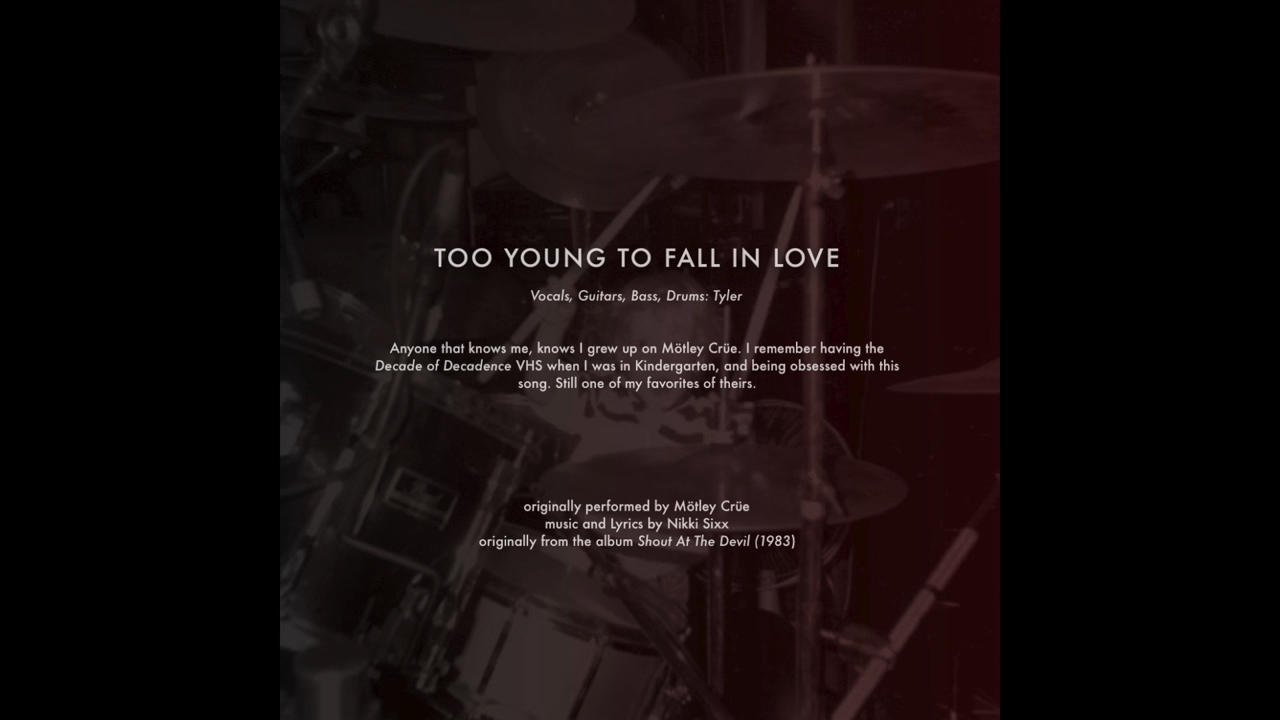 TOO YOUNG TO FALL IN LOVE
Vocals, Guitars, Bass, Drums: Tyler
Anyone that knows me, knows I grew up on Mötley Crüe. I remember having the
Decade of Decadence VHS when I was in Kindergarten, and being obsessed with this
song. Still one of my favorites of theirs.
originally performed by Mötley Crüe
music and Lyrics by Nikki Sixx
originally from the album Shout At The Devil (1983)